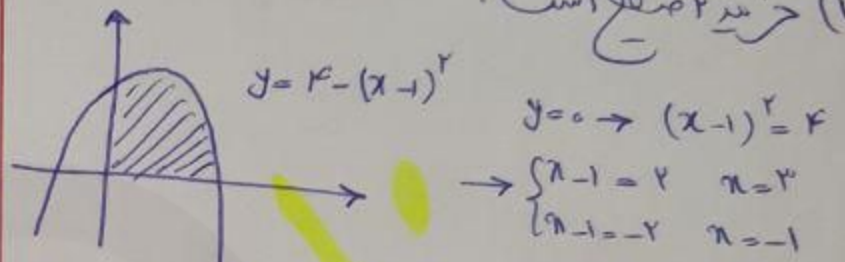 y = ۴ - (x - ۱)^۲
y = ۰ → (x - ۱)^۲ = ۴
→ { x - ۱ = ۲   x = ۳
x - ۱ = -۲   x = -۱